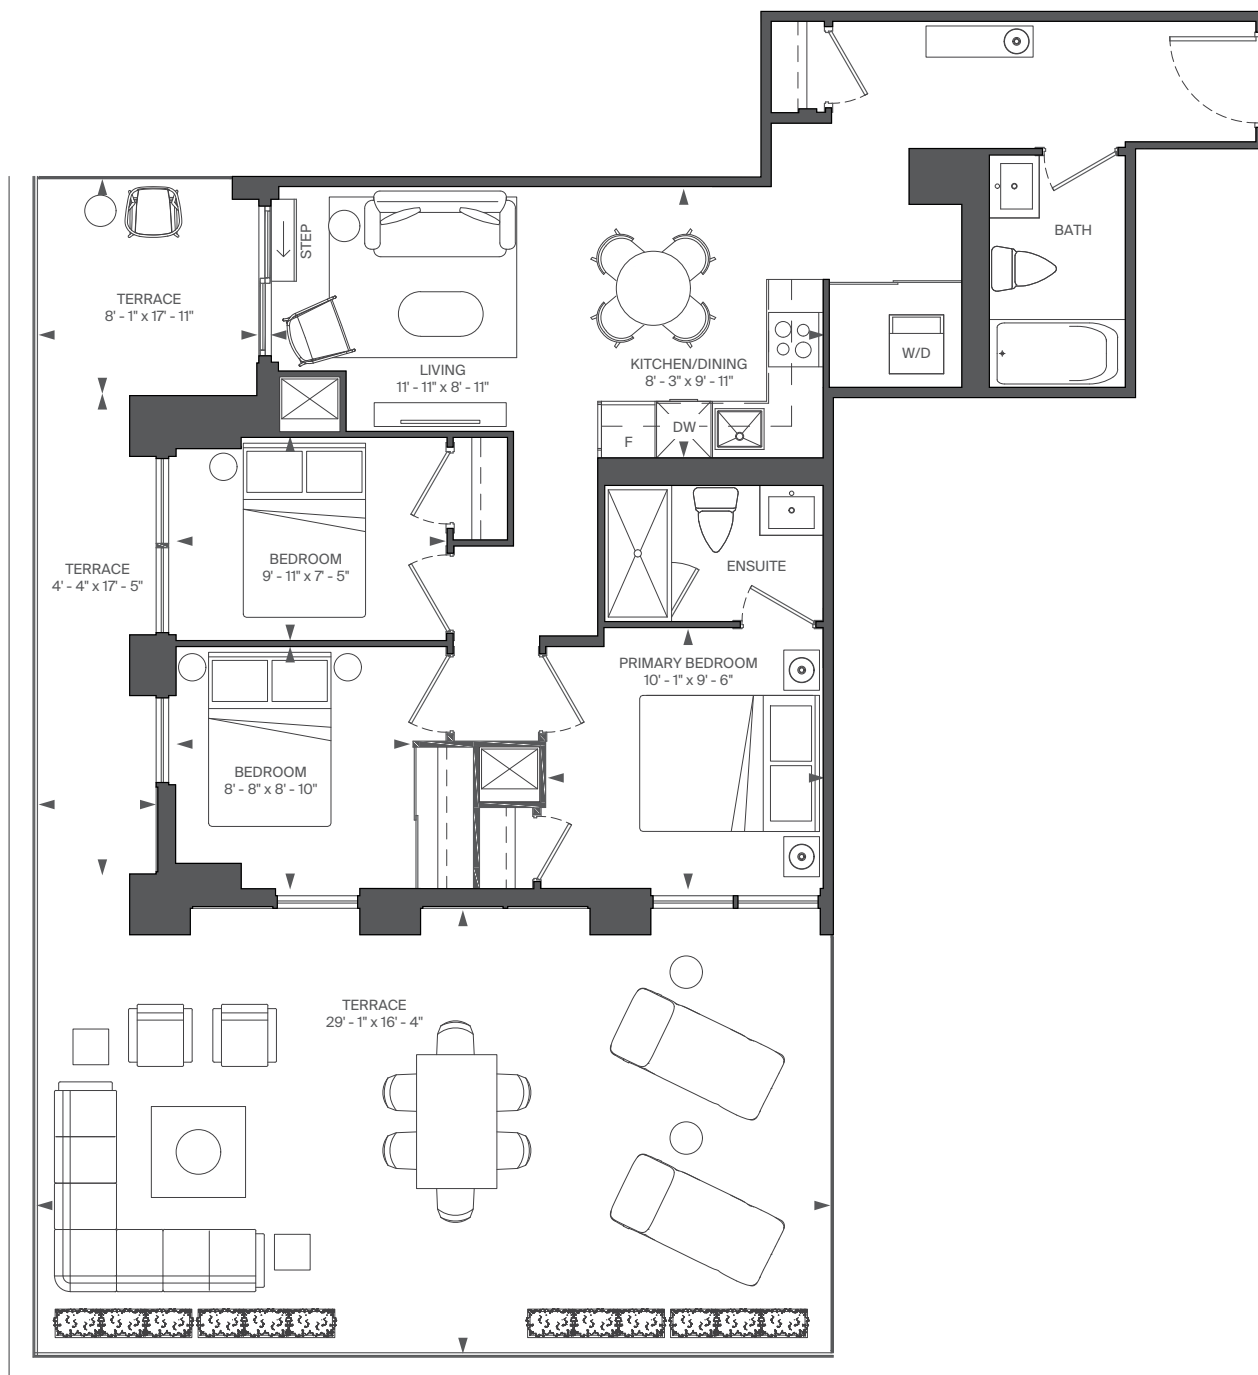 BATH
STEP
TERRACE
8' - 1" x 17' - 11"
LIVING
11' - 11" x 8' - 11"
KITCHEN/DINING
8' - 3" x 9' - 11"
W/D
F
DW
BEDROOM
9' - 11" x 7' - 5"
TERRACE
4' - 4" x 17' - 5"
ENSUITE
PRIMARY BEDROOM
10' - 1" x 9' - 6"
BEDROOM
8' - 8" x 8' - 10"
TERRACE
29' - 1" x 16' - 4"